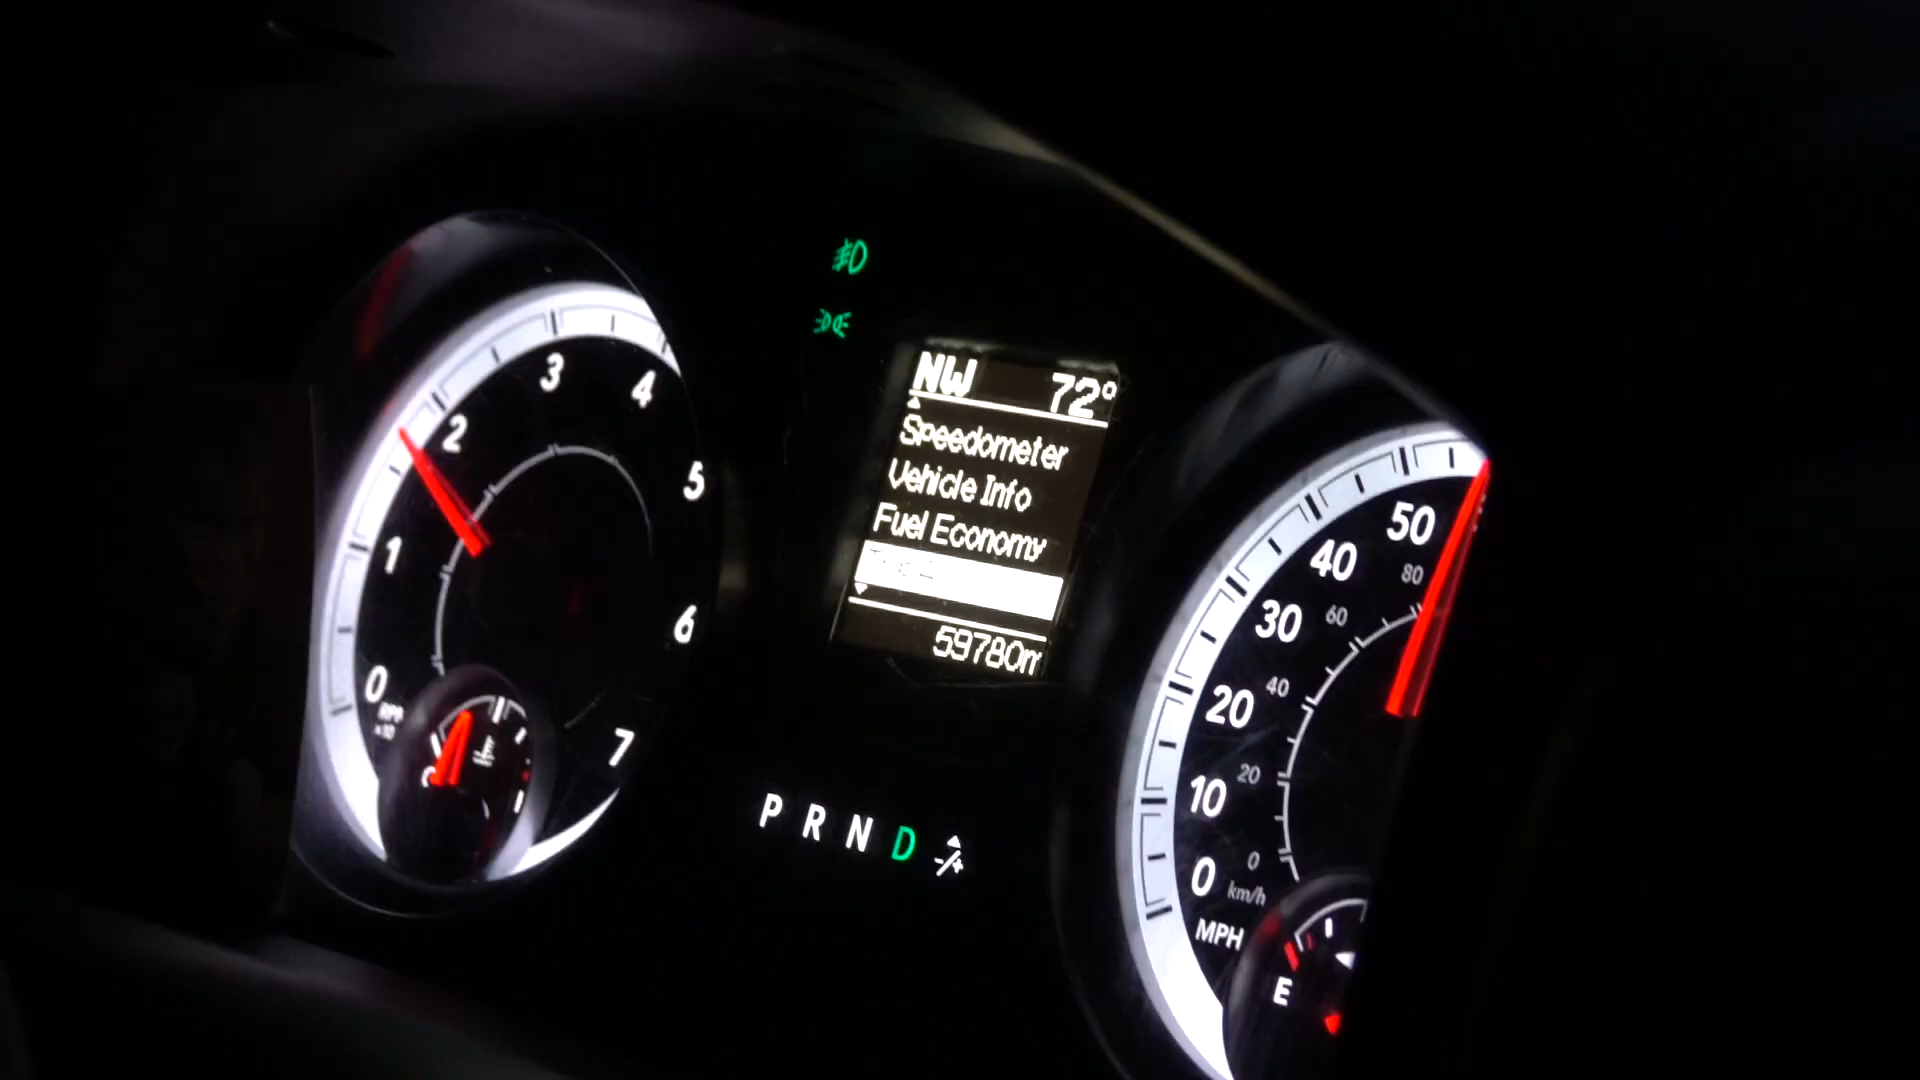 NW 72°
Speedometer
Vehicle Info
Fuel Economy
59780m
0 1 2 3 4 5 6 7
P R N D
-/+
0 10 20 30 40 50
0 20 40 60 80
km/h
MPH
E